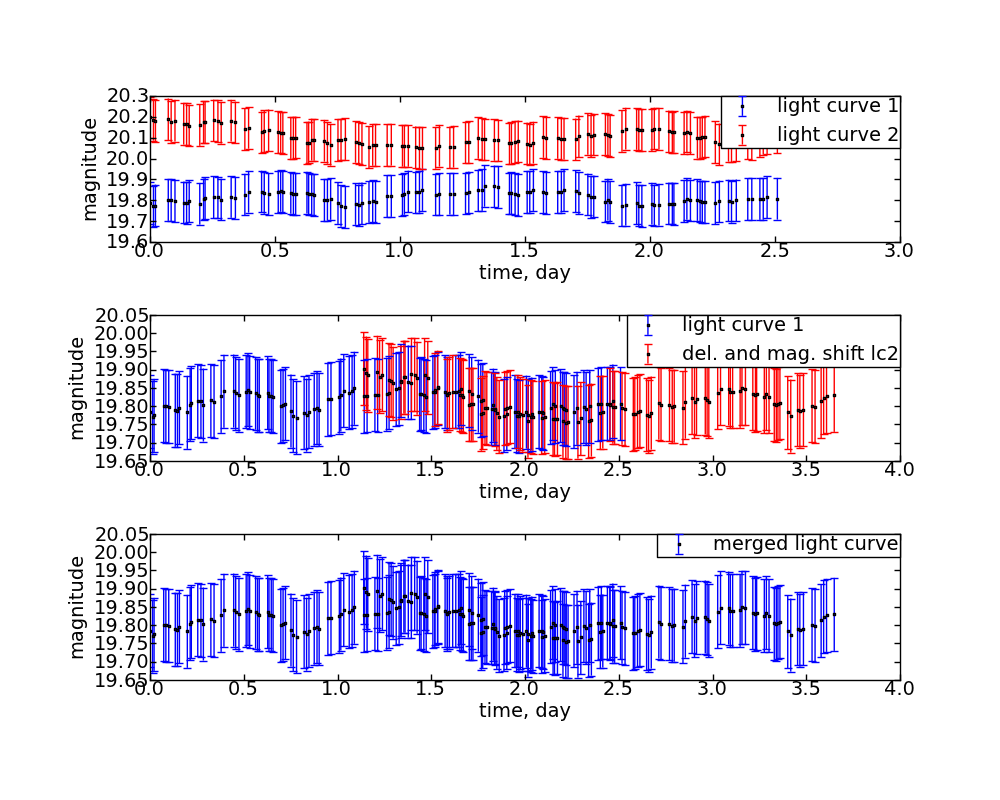 20.3
20.2
20.1
20.0
19.9
19.8
19.7
19.6
magnitude
light curve 1
light curve 2
0.0 0.5 1.0 1.5 2.0 2.5 3.0
time, day
20.05
20.00
19.95
19.90
19.85
19.80
19.75
19.70
19.65
magnitude
light curve 1
del. and mag. shift lc2
0.0 0.5 1.0 1.5 2.0 2.5 3.0 3.5 4.0
time, day
20.05
20.00
19.95
19.90
19.85
19.80
19.75
19.70
19.65
magnitude
merged light curve
0.0 0.5 1.0 1.5 2.0 2.5 3.0 3.5 4.0
time, day